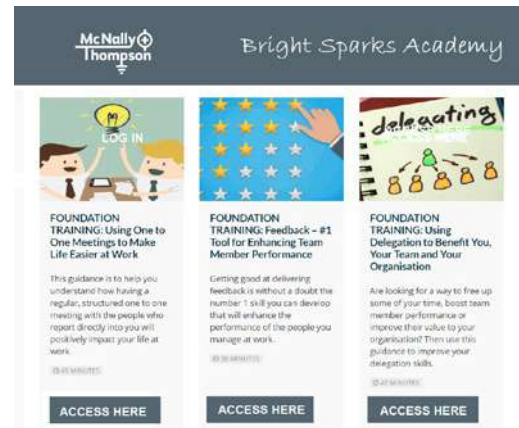 McNally
Thompson
Bright Sparks Academy
LOG IN
delegating
ACCESS HERE
FOUNDATION
TRAINING: Using One to
One Meetings to Make
Life Easier at Work
This guidance is to help you
understand how having a
regular, structured one to one
meeting with the people who
report directly into you will
positively impact your life at
work.
45 MINUTES
ACCESS HERE
FOUNDATION
TRAINING: Feedback – #1
Tool for Enhancing Team
Member Performance
Getting good at delivering
feedback is without a doubt the
number 1 skill you can develop
that will enhance the
performance of the people you
manage at work.
MINUTES
ACCESS HERE
FOUNDATION
TRAINING: Using
Delegation to Benefit You,
Your Team and Your
Organisation
Are looking for a way to free up
some of your time, boost team
member performance or
improve their value to your
organisation? Then use this
guidance to improve your
delegation skills.
MINUTES
ACCESS HERE